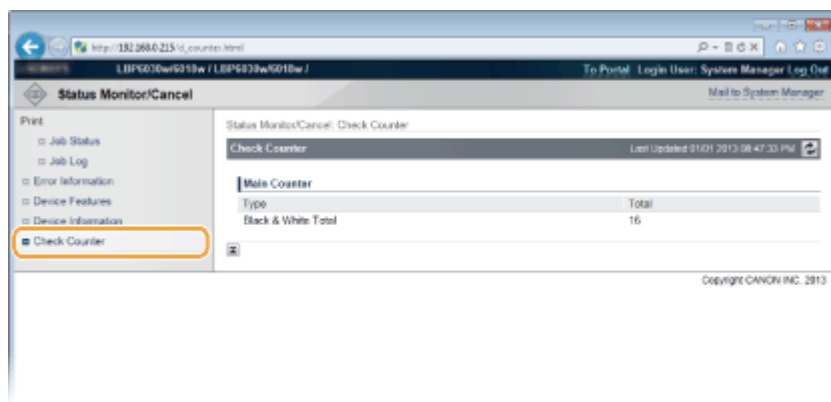 http://192.168.0.215/d_counter.html
LBP6030w/6018w / LBP6030w/6018w /
To Portal Login User: System Manager Log Out
Status Monitor/Cancel
Mail to System Manager
Print
Job Status
Job Log
Error Information
Device Features
Device Information
Check Counter
Status Monitor/Cancel: Check Counter
Check Counter
Last Updated 01/01 2013 08:47:33 PM
Main Counter
Type Total
Black & White Total 16
Copyright CANON INC. 2013